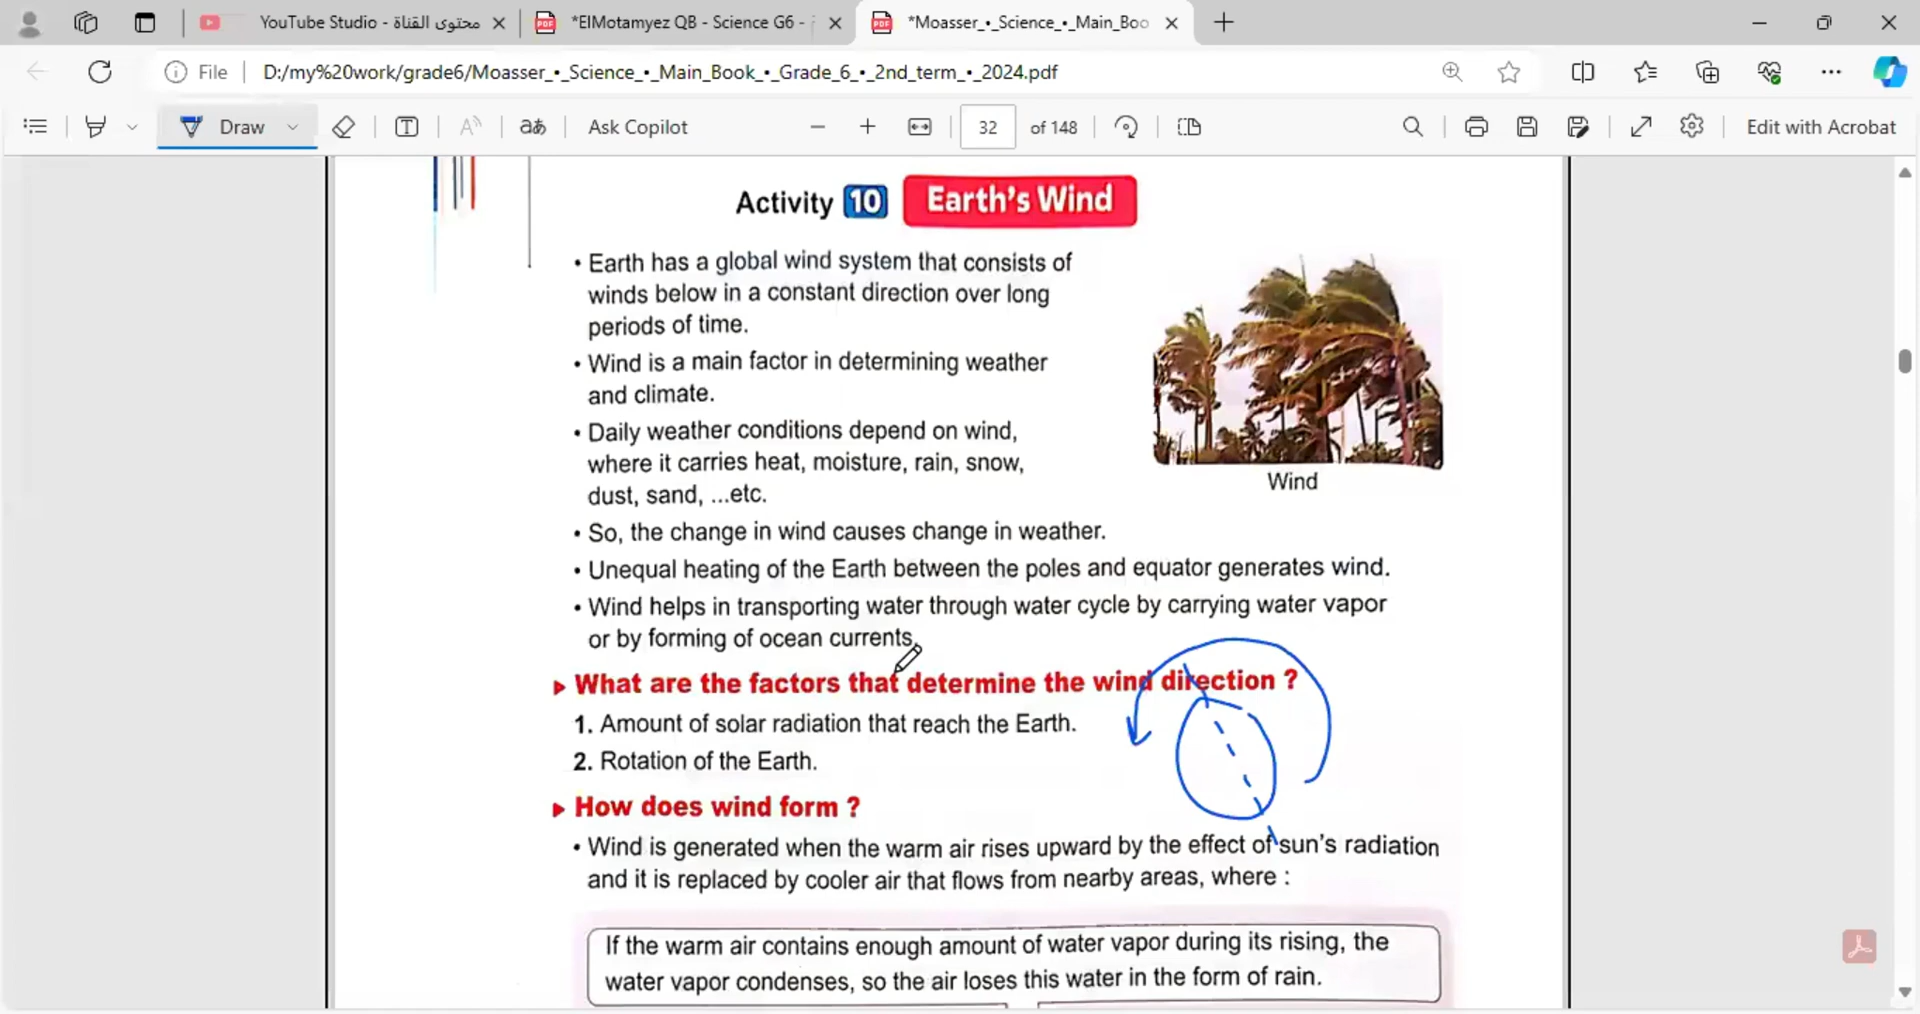 YouTube Studio - محتوى القناة
*ElMotamyez QB - Science G6 -
*Moasser_•_Science_•_Main_Boo
File
D:/my%20work/grade6/Moasser_•_Science_•_Main_Book_•_Grade_6_•_2nd_term_•_2024.pdf
Draw
Ask Copilot
32 of 148
Edit with Acrobat
Activity 10 Earth's Wind
• Earth has a global wind system that consists of
winds below in a constant direction over long
periods of time.
• Wind is a main factor in determining weather
and climate.
• Daily weather conditions depend on wind,
where it carries heat, moisture, rain, snow,
dust, sand, ...etc.
Wind
• So, the change in wind causes change in weather.
• Unequal heating of the Earth between the poles and equator generates wind.
• Wind helps in transporting water through water cycle by carrying water vapor
or by forming of ocean currents.
▸ What are the factors that determine the wind direction ?
1. Amount of solar radiation that reach the Earth.
2. Rotation of the Earth.
▸ How does wind form ?
• Wind is generated when the warm air rises upward by the effect of sun's radiation
and it is replaced by cooler air that flows from nearby areas, where :
If the warm air contains enough amount of water vapor during its rising, the
water vapor condenses, so the air loses this water in the form of rain.